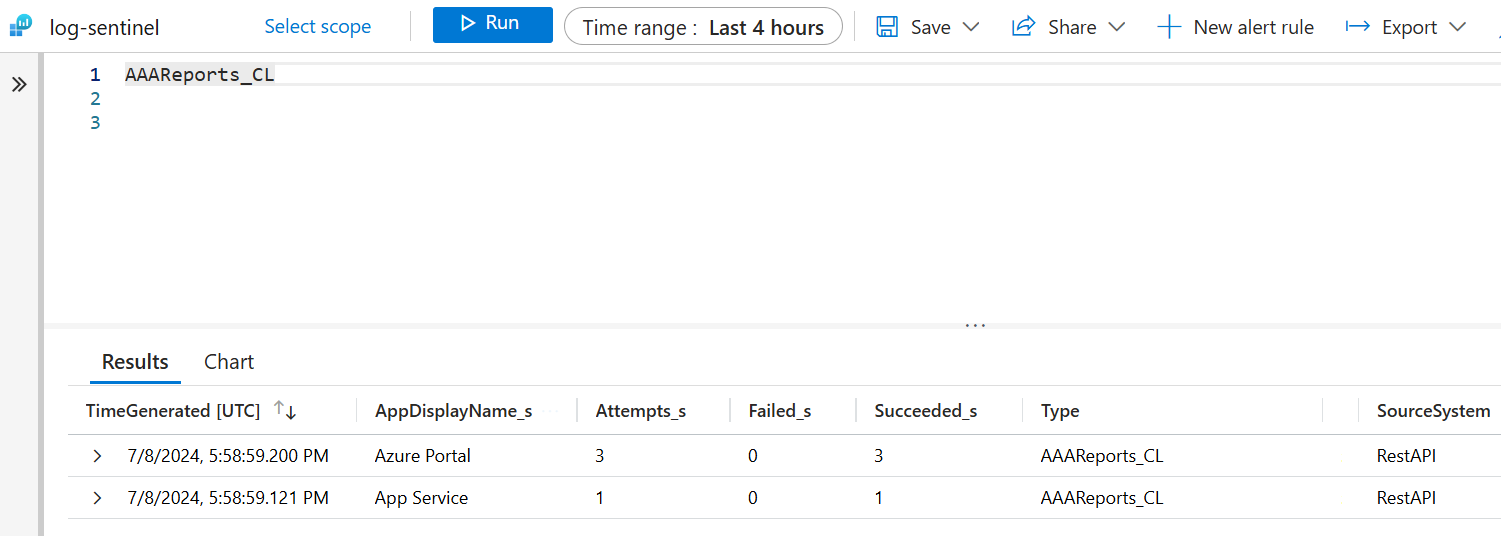 log-sentinel Select scope Run Time range : Last 4 hours Save Share New alert rule Export
1 AAAReports_CL
2
3
...
Results Chart
TimeGenerated [UTC] AppDisplayName_s Attempts_s Failed_s Succeeded_s Type SourceSystem
7/8/2024, 5:58:59.200 PM Azure Portal 3 0 3 AAAReports_CL RestAPI
7/8/2024, 5:58:59.121 PM App Service 1 0 1 AAAReports_CL RestAPI